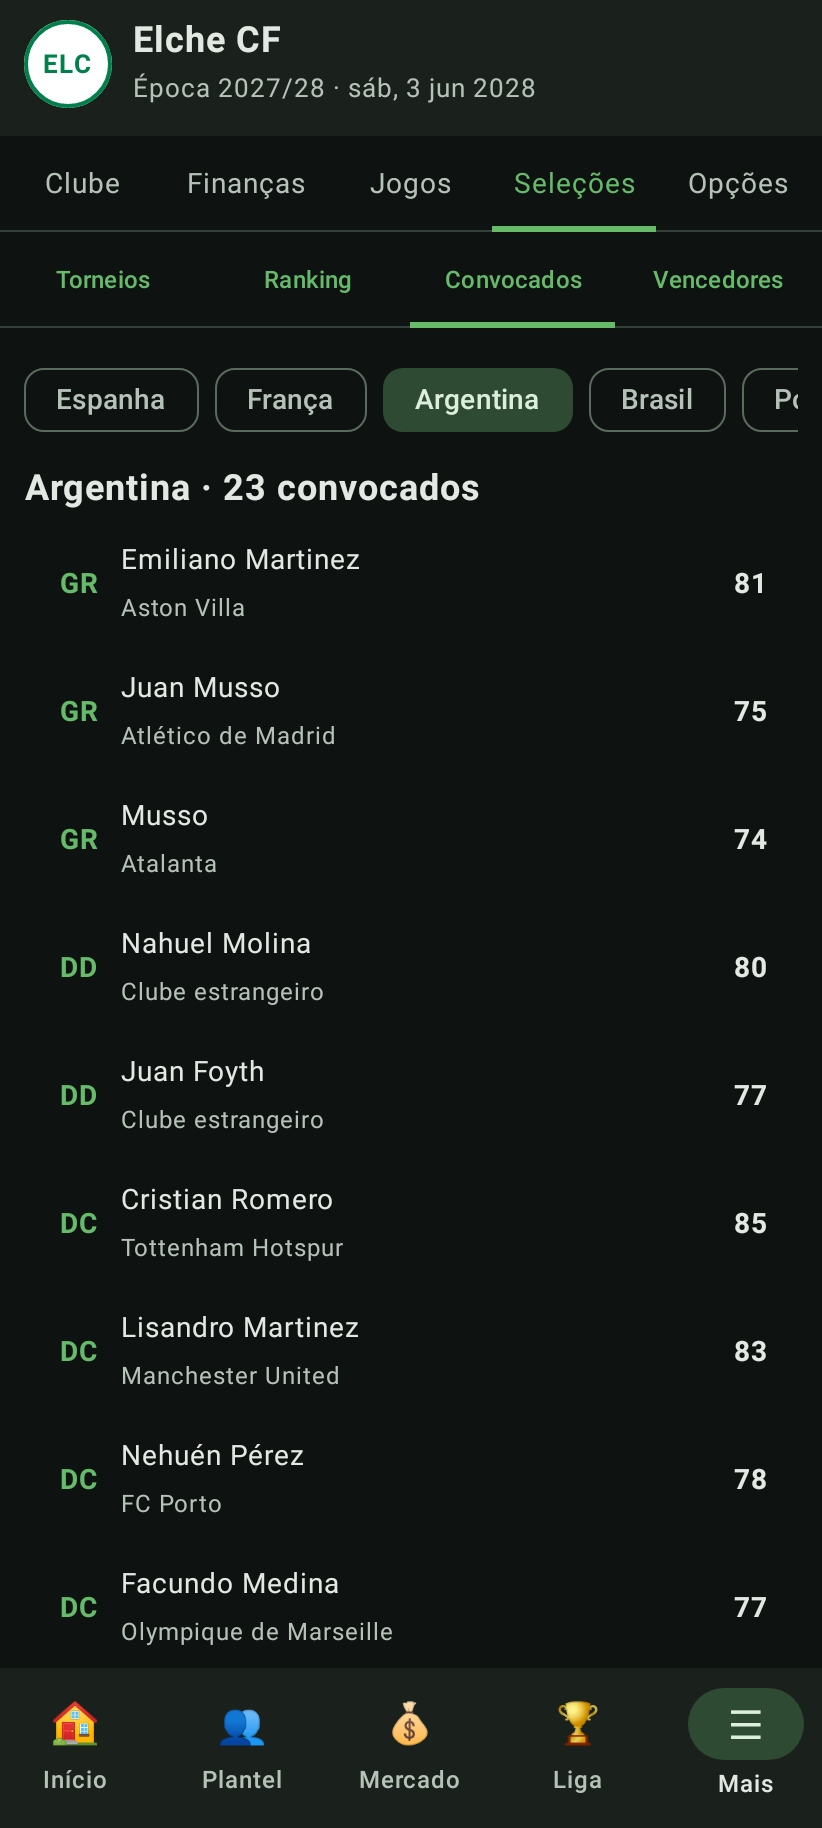 ELC
Elche CF
Época 2027/28 · sáb, 3 jun 2028
Clube Finanças Jogos Seleções Opções
Torneios Ranking Convocados Vencedores
Espanha França Argentina Brasil
Argentina · 23 convocados
GR Emiliano Martinez 81
Aston Villa
GR Juan Musso 75
Atlético de Madrid
GR Musso 74
Atalanta
DD Nahuel Molina 80
Clube estrangeiro
DD Juan Foyth 77
Clube estrangeiro
DC Cristian Romero 85
Tottenham Hotspur
DC Lisandro Martinez 83
Manchester United
DC Nehuén Pérez 78
FC Porto
DC Facundo Medina 77
Olympique de Marseille
Início Plantel Mercado Liga Mais